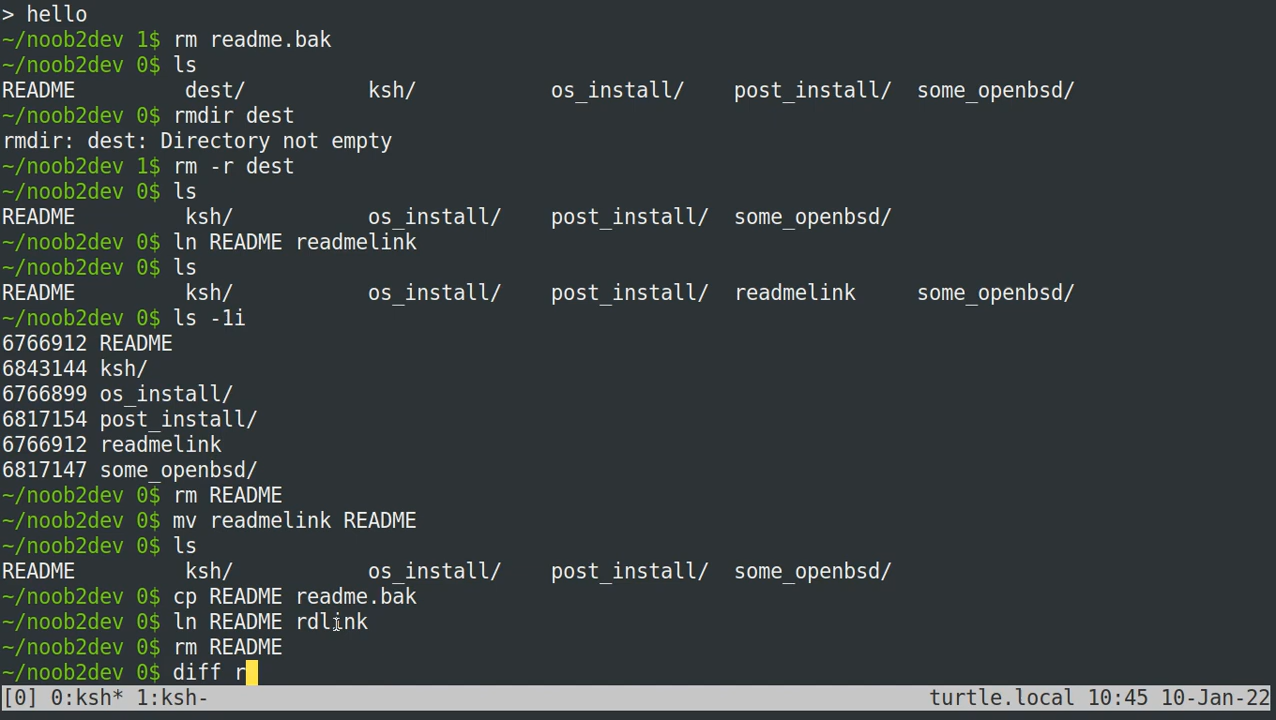 > hello
~/noob2dev 1$ rm readme.bak
~/noob2dev 0$ ls
README         dest/          ksh/           os_install/    post_install/  some_openbsd/
~/noob2dev 0$ rmdir dest
rmdir: dest: Directory not empty
~/noob2dev 1$ rm -r dest
~/noob2dev 0$ ls
README         ksh/           os_install/    post_install/  some_openbsd/
~/noob2dev 0$ ln README readmelink
~/noob2dev 0$ ls
README         ksh/           os_install/    post_install/  readmelink     some_openbsd/
~/noob2dev 0$ ls -1i
6766912 README
6843144 ksh/
6766899 os_install/
6817154 post_install/
6766912 readmelink
6817147 some_openbsd/
~/noob2dev 0$ rm README
~/noob2dev 0$ mv readmelink README
~/noob2dev 0$ ls
README         ksh/           os_install/    post_install/  some_openbsd/
~/noob2dev 0$ cp README readme.bak
~/noob2dev 0$ ln README rdlink
~/noob2dev 0$ rm README
~/noob2dev 0$ diff r
[0] 0:ksh* 1:ksh-                                                           turtle.local 10:45 10-Jan-22